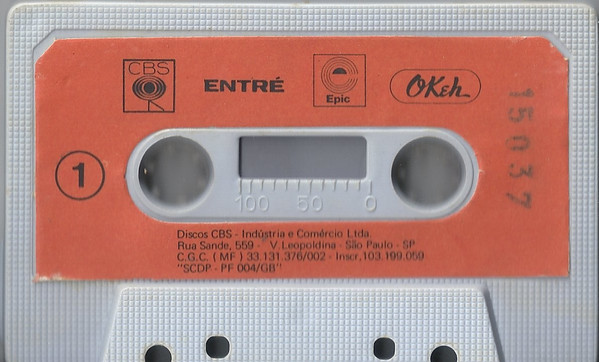 CBS
ENTRÉ
Epic
OKeh
15037
1
100 50 0
Discos CBS - Indústria e Comércio Ltda.
Rua Sande, 559 - V.Leopoldina - São Paulo - SP
C.G.C. ( MF ) 33.131.376/002 - Inscr,103.199.059
"SCDP - PF 004/GB"